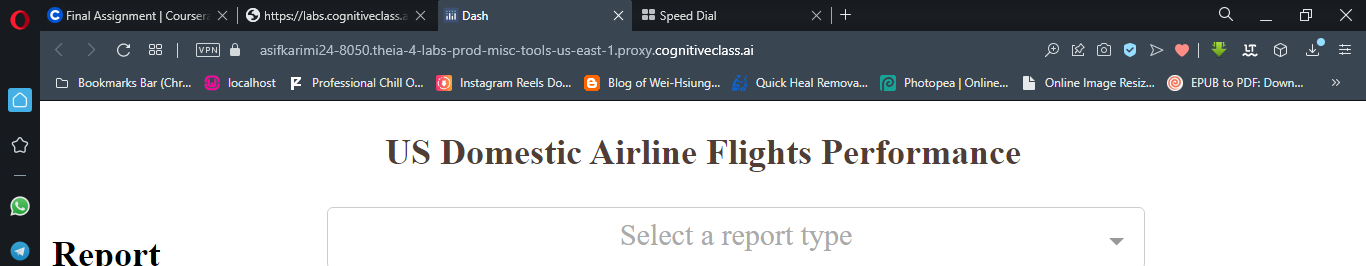 Final Assignment | Coursera
https://labs.cognitiveclass.a
Dash
Speed Dial
VPN
asifkarimi24-8050.theia-4-labs-prod-misc-tools-us-east-1.proxy.cognitiveclass.ai
Bookmarks Bar (Chr... localhost Professional Chill O... Instagram Reels Do... Blog of Wei-Hsiung... Quick Heal Remova... Photopea | Online... Online Image Resiz... EPUB to PDF: Down... »
US Domestic Airline Flights Performance
Select a report type
Report